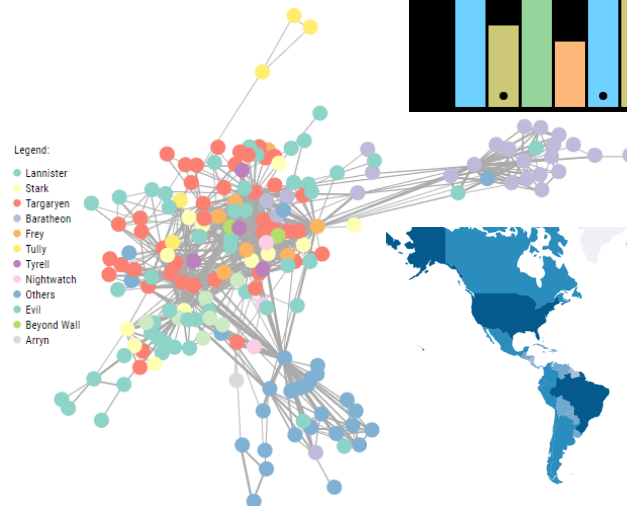 Legend:
Lannister
Stark
Targaryen
Baratheon
Frey
Tully
Tyrell
Nightwatch
Others
Evil
Beyond Wall
Arryn